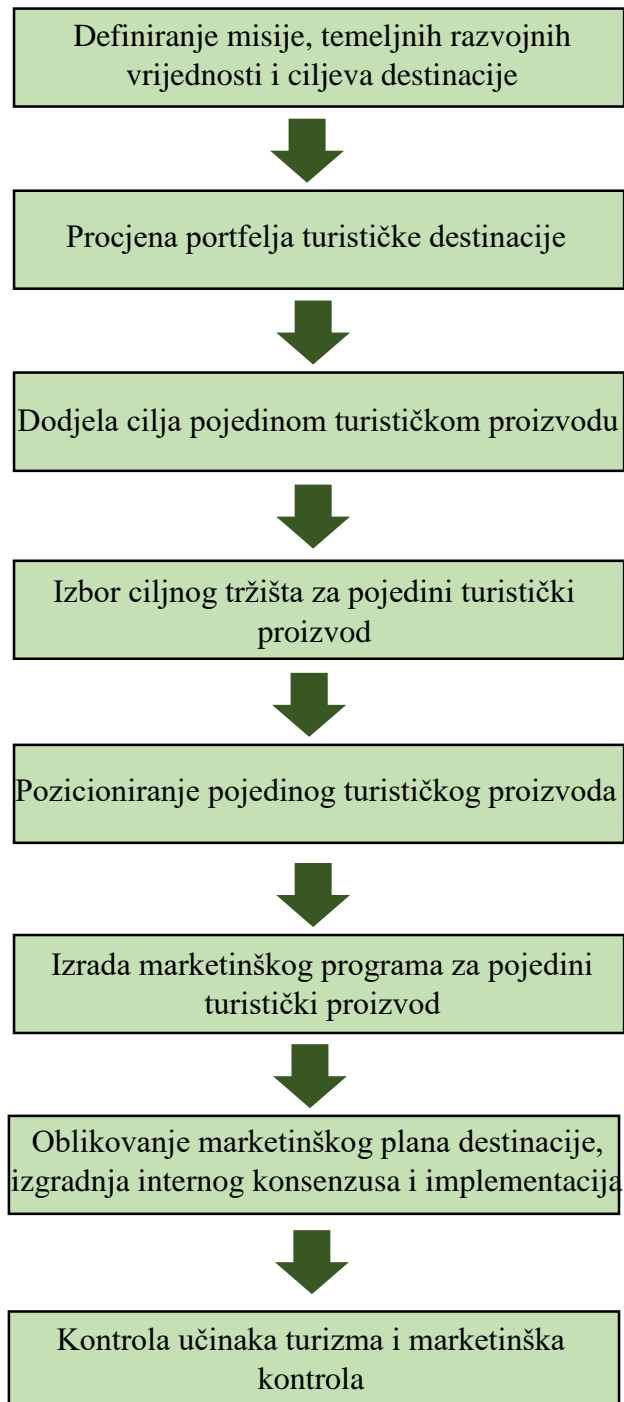 Definiranje misije, temeljnih razvojnih
vrijednosti i ciljeva destinacije
Procjena portfelja turističke destinacije
Dodjela cilja pojedinom turističkom proizvodu
Izbor ciljnog tržišta za pojedini turistički
proizvod
Pozicioniranje pojedinog turističkog proizvoda
Izrada marketinškog programa za pojedini
turistički proizvod
Oblikovanje marketinškog plana destinacije,
izgradnja internog konsenzusa i implementacija
Kontrola učinaka turizma i marketinška
kontrola